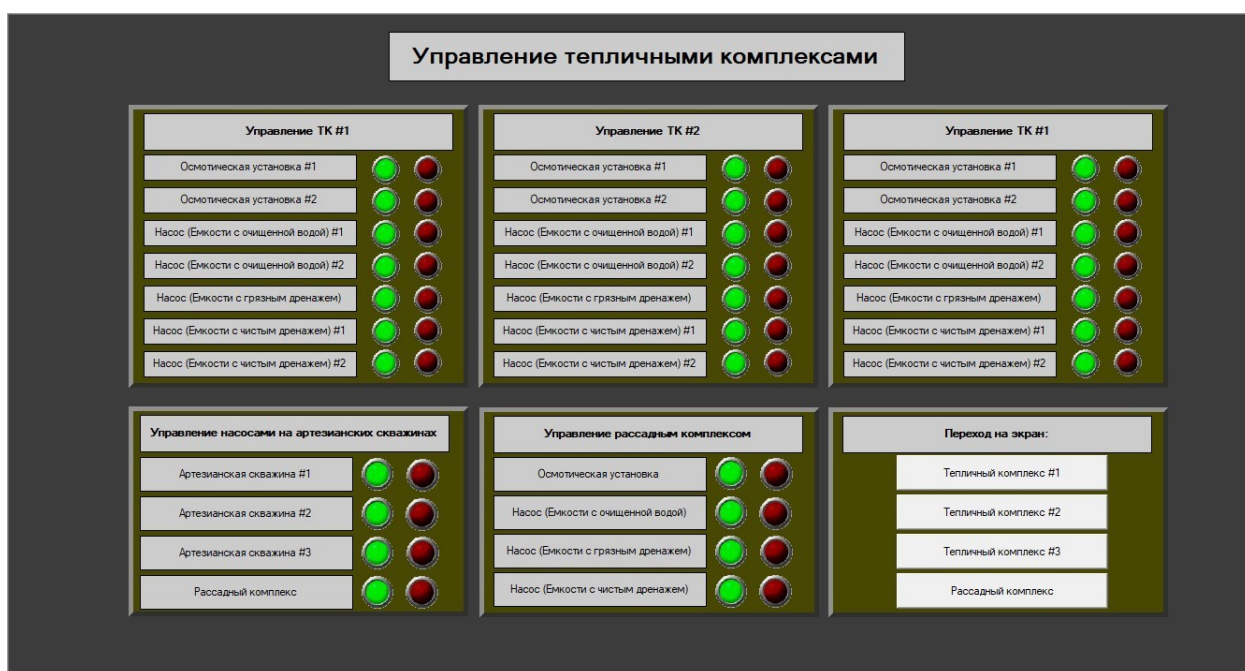 Управление тепличными комплексами
Управление ТК #1
Осмотическая установка #1
Осмотическая установка #2
Насос (Емкости с очищенной водой) #1
Насос (Емкости с очищенной водой) #2
Насос (Емкости с грязным дренажем)
Насос (Емкости с чистым дренажем) #1
Насос (Емкости с чистым дренажем) #2
Управление ТК #2
Осмотическая установка #1
Осмотическая установка #2
Насос (Емкости с очищенной водой) #1
Насос (Емкости с очищенной водой) #2
Насос (Емкости с грязным дренажем)
Насос (Емкости с чистым дренажем) #1
Насос (Емкости с чистым дренажем) #2
Управление ТК #1
Осмотическая установка #1
Осмотическая установка #2
Насос (Емкости с очищенной водой) #1
Насос (Емкости с очищенной водой) #2
Насос (Емкости с грязным дренажем)
Насос (Емкости с чистым дренажем) #1
Насос (Емкости с чистым дренажем) #2
Управление насосами на артезианских скважинах
Артезианская скважина #1
Артезианская скважина #2
Артезианская скважина #3
Рассадный комплекс
Управление рассадным комплексом
Осмотическая установка
Насос (Емкости с очищенной водой)
Насос (Емкости с грязным дренажем)
Насос (Емкости с чистым дренажем)
Переход на экран:
Тепличный комплекс #1
Тепличный комплекс #2
Тепличный комплекс #3
Рассадный комплекс